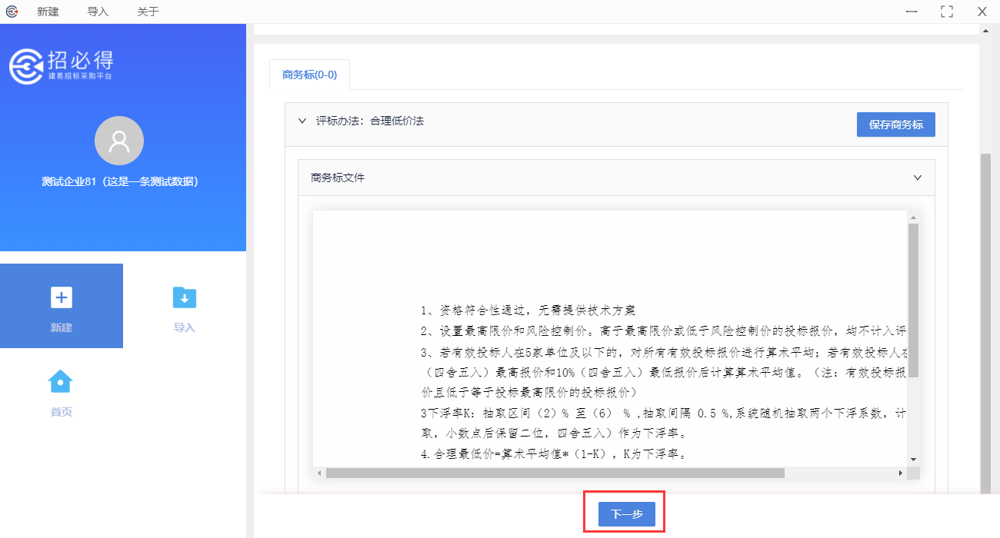 新建 导入 关于
招必得
建易招标采购平台
测试企业81（这是一条测试数据）
新建
导入
首页
商务标(0-0)
评标办法：合理低价法
保存商务标
商务标文件
1、资格符合性通过，无需提供技术方案
2、设置最高限价和风险控制价。高于最高限价或低于风险控制价的投标报价，均不计入评
3、若有效投标人在5家单位及以下的，对所有有效投标报价进行算术平均；若有效投标人在
（四舍五入）最高报价和10%（四舍五入）最低报价后计算算术平均值。（注：有效投标报
价且低于等于投标最高限价的投标报价）
3下浮率K：抽取区间（2）% 至（6） % ,抽取间隔 0.5 %,系统随机抽取两个下浮系数，计
取，小数点后保留二位，四舍五入）作为下浮率。
4.合理最低价=算术平均值*（1-K），K为下浮率。
下一步